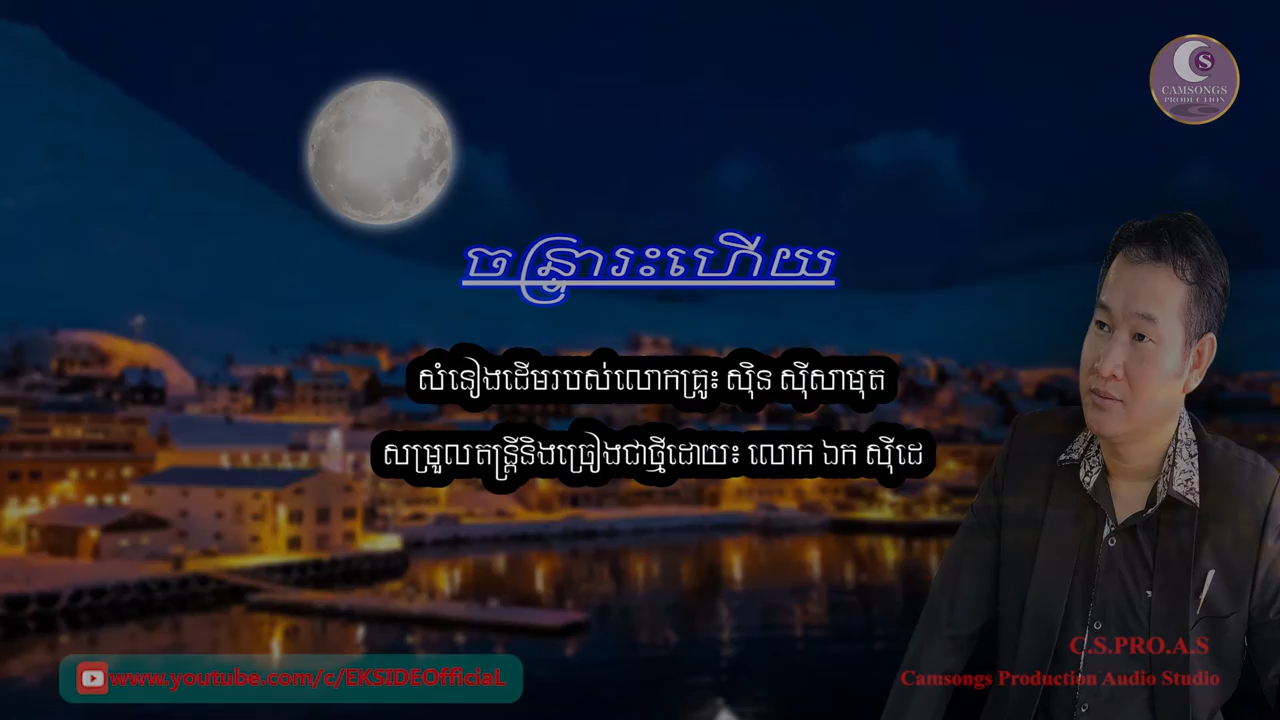 CAMSONGS
PRODUCTION
ចន្ទ្រារះហើយ
សំនៀងដើមរបស់លោកគ្រូ៖ ស៊ិន ស៊ីសាមុត
សម្រួលតន្ត្រីនិងច្រៀងជាថ្មីដោយ៖ លោក ឯក ស៊ីដេ
C.S.PRO.A.S
Camsongs Production Audio Studio
www.youtube.com/c/EKSIDEOfficiaL